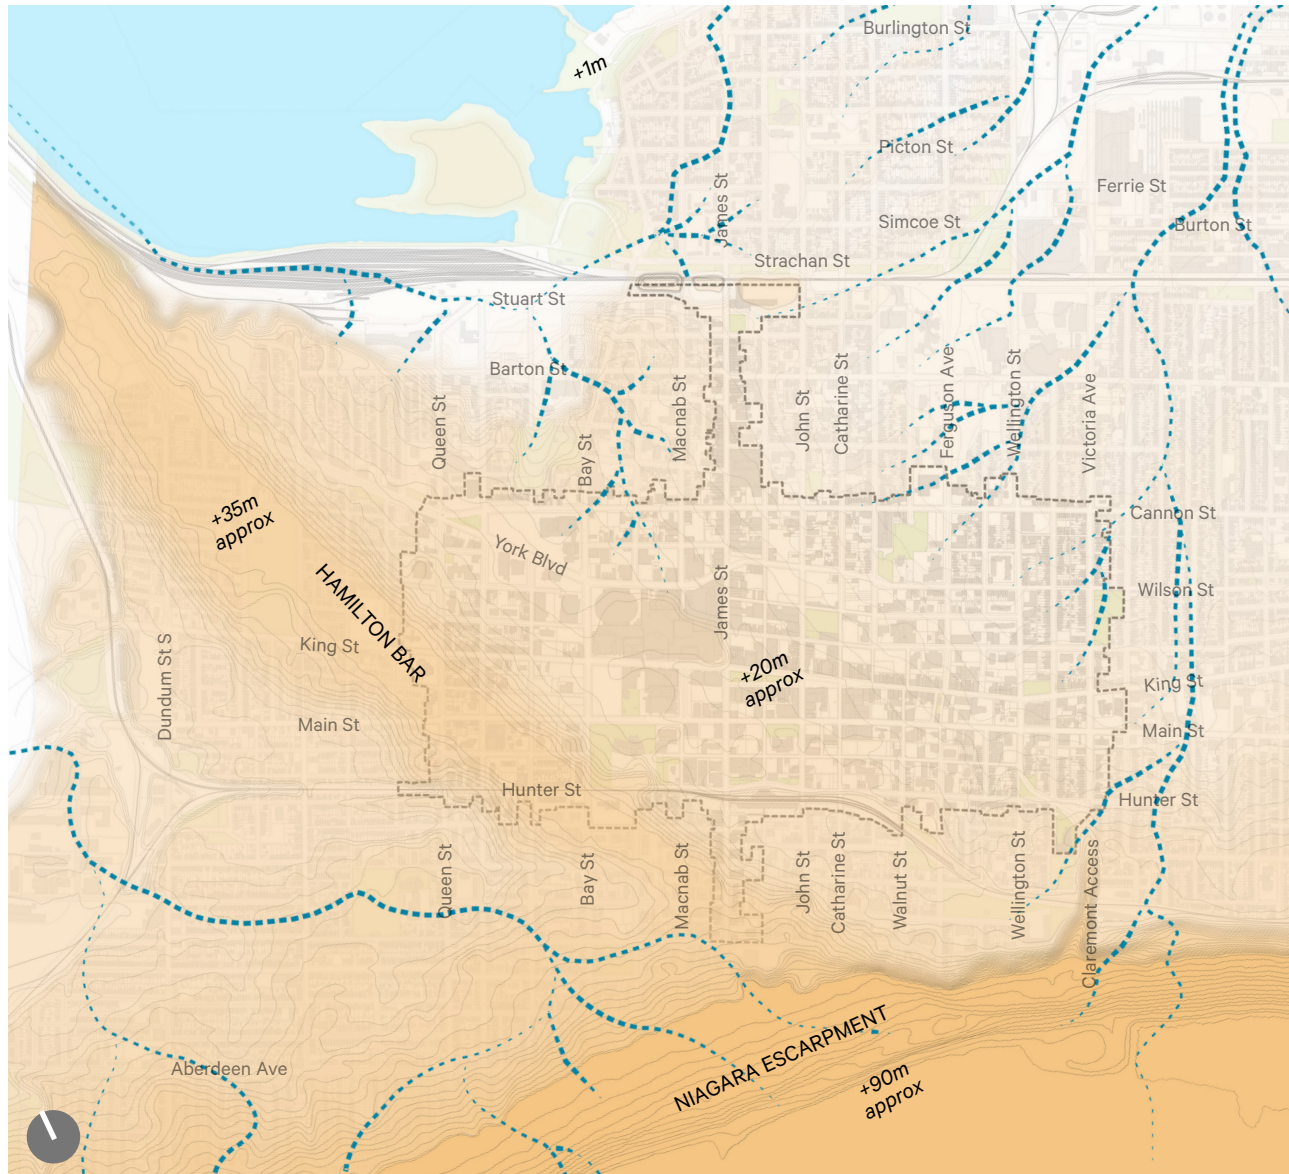 Burlington St
+1m
Picton St
James St
Ferrie St
Simcoe St
Burton St
Strachan St
Stuart St
Barton St
Queen St
Bay St
Macnab St
John St
Catharine St
Ferguson Ave
Wellington St
Victoria Ave
+35m
approx
Cannon St
York Blvd
HAMILTON BAR
James St
Wilson St
Dundum St S
King St
+20m
approx
King St
Main St
Main St
Hunter St
Hunter St
Queen St
Bay St
Macnab St
John St
Catharine St
Walnut St
Wellington St
Claremont Access
Aberdeen Ave
NIAGARA ESCARPMENT
+90m
approx